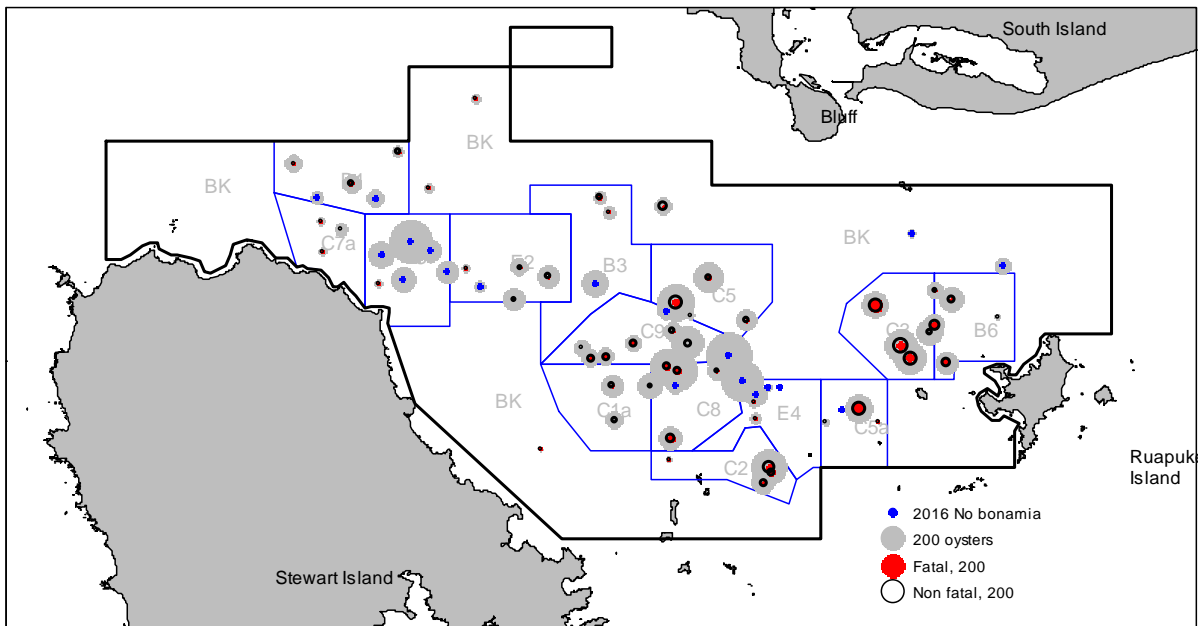 South Island
Bluff
BK
BK
C7a
E2
B3
BK
C5
C9
C3
B6
BK
C1a
C8
E4
C5a
C2
Ruapuke
Island
Stewart Island
2016 No bonamia
200 oysters
Fatal, 200
Non fatal, 200